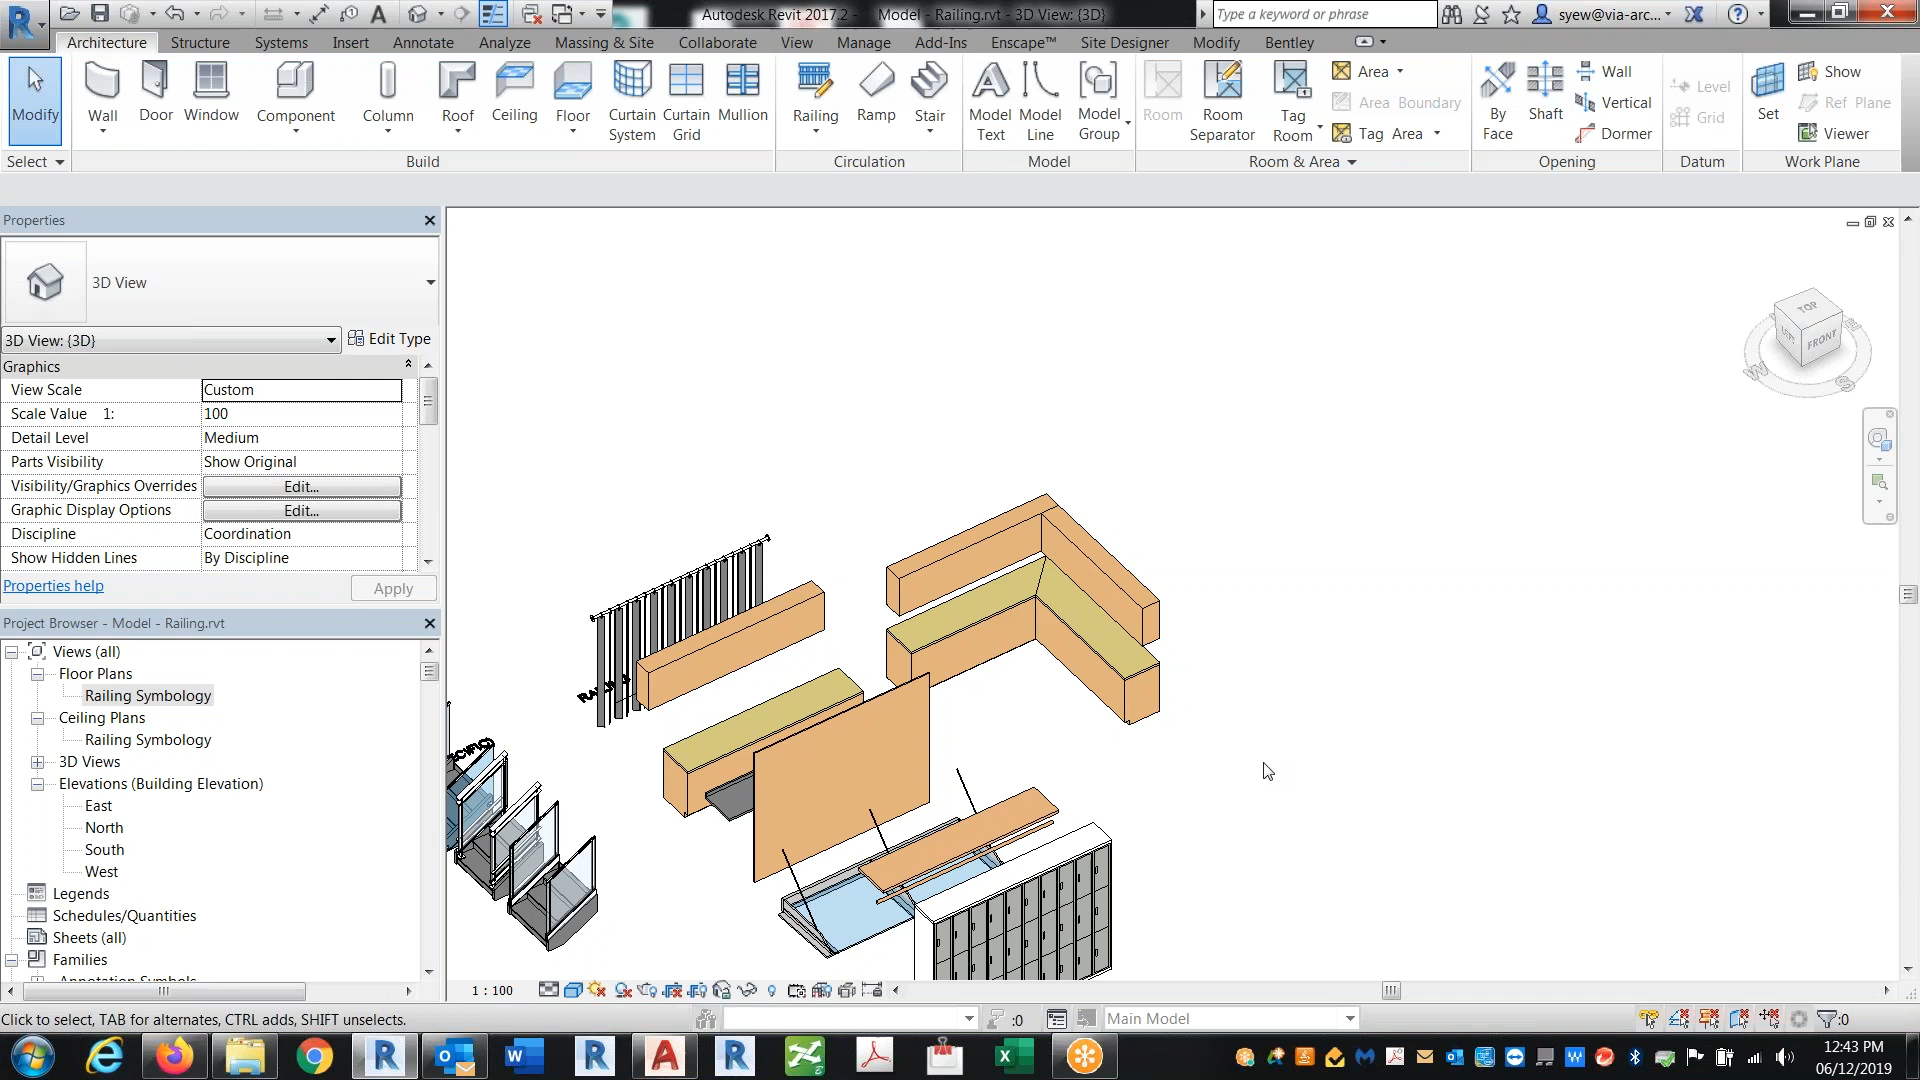 Autodesk Revit 2017.2 - Model - Railing.rvt - 3D View: {3D}
Type a keyword or phrase
syew@via-arc...
Architecture Structure Systems Insert Annotate Analyze Massing & Site Collaborate View Manage Add-Ins Enscape™ Site Designer Modify Bentley
Modify
Wall
Door
Window
Component
Column
Roof
Ceiling
Floor
Curtain System
Curtain Grid
Mullion
Railing
Ramp
Stair
Model Text
Model Line
Model Group
Room
Room Separator
Tag Room
Area
Area Boundary
Tag Area
By Face
Shaft
Wall
Vertical
Dormer
Level
Grid
Set
Show
Ref Plane
Viewer
Select
Build
Circulation
Model
Room & Area
Opening
Datum
Work Plane
Properties
3D View
3D View: {3D}
Edit Type
Graphics
View Scale Custom
Scale Value 1: 100
Detail Level Medium
Parts Visibility Show Original
Visibility/Graphics Overrides Edit...
Graphic Display Options Edit...
Discipline Coordination
Show Hidden Lines By Discipline
Properties help
Apply
Project Browser - Model - Railing.rvt
Views (all)
Floor Plans
Railing Symbology
Ceiling Plans
Railing Symbology
3D Views
Elevations (Building Elevation)
East
North
South
West
Legends
Schedules/Quantities
Sheets (all)
Families
Annotation Symbols
TOP
FRONT
W
S
1 : 100
Click to select, TAB for alternates, CTRL adds, SHIFT unselects.
:0
Main Model
:0
12:43 PM
06/12/2019